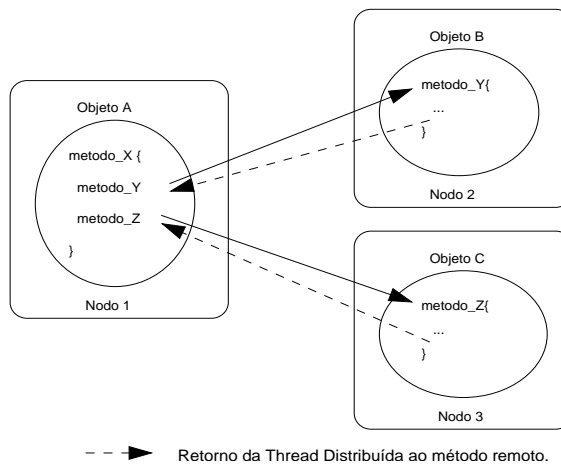 Objeto A
metodo_X {
metodo_Y
metodo_Z
}
Nodo 1
Objeto B
metodo_Y{
...
}
Nodo 2
Objeto C
metodo_Z{
...
}
Nodo 3
Retorno da Thread Distribuída ao método remoto.